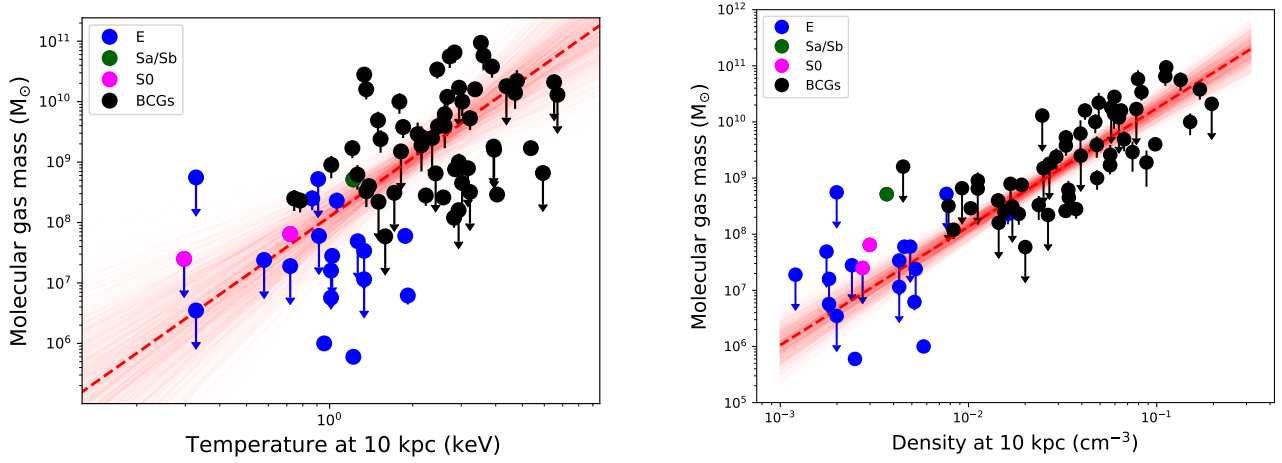 Molecular gas mass (M☉)
10¹¹
10¹⁰
10⁹
10⁸
10⁷
10⁶
E
Sa/Sb
S0
BCGs
10⁰
Temperature at 10 kpc (keV)
Molecular gas mass (M☉)
10¹²
10¹¹
10¹⁰
10⁹
10⁸
10⁷
10⁶
10⁵
E
Sa/Sb
S0
BCGs
10⁻³
10⁻²
10⁻¹
Density at 10 kpc (cm⁻³)